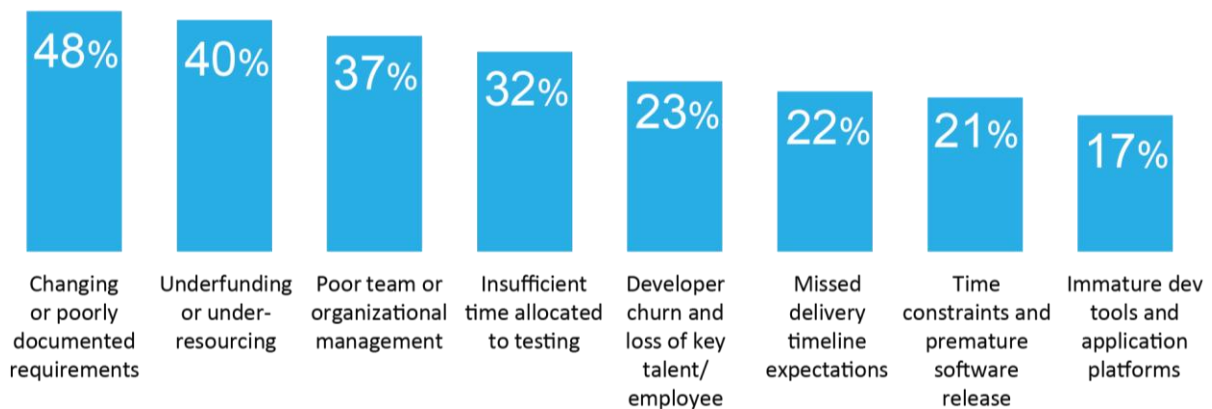 48%
40%
37%
32%
23%
22%
21%
17%
Changing
or poorly
documented
requirements
Underfunding
or under-
resourcing
Poor team or
organizational
management
Insufficient
time allocated
to testing
Developer
churn and
loss of key
talent/
employee
Missed
delivery
timeline
expectations
Time
constraints and
premature
software
release
Immature dev
tools and
application
platforms